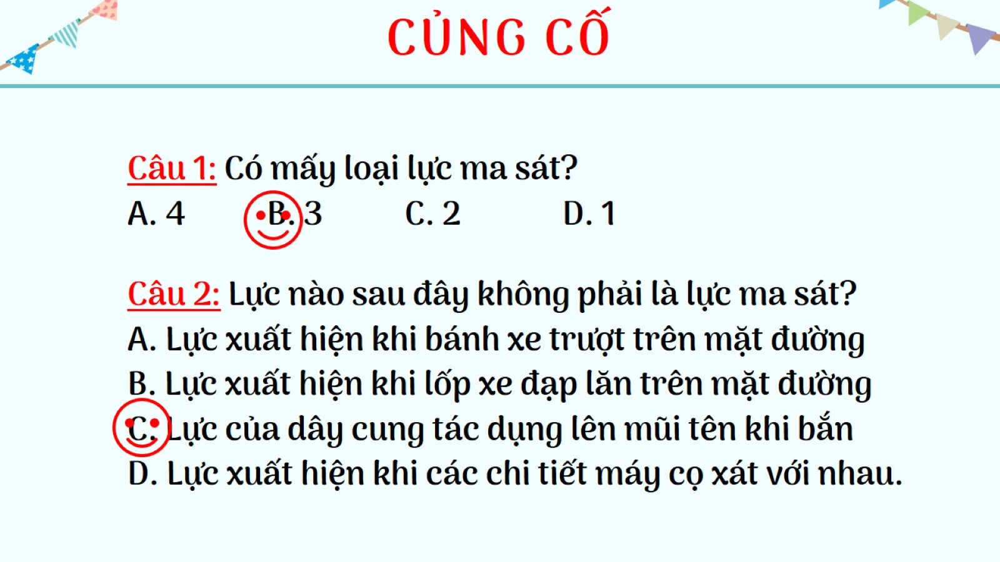 CỦNG CỐ
Câu 1: Có mấy loại lực ma sát?
A. 4 B. 3 C. 2 D. 1
Câu 2: Lực nào sau đây không phải là lực ma sát?
A. Lực xuất hiện khi bánh xe trượt trên mặt đường
B. Lực xuất hiện khi lốp xe đạp lăn trên mặt đường
C. Lực của dây cung tác dụng lên mũi tên khi bắn
D. Lực xuất hiện khi các chi tiết máy cọ xát với nhau.